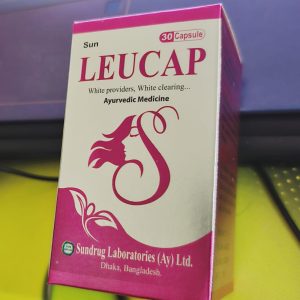 30 Capsule
Sun
LEUCAP
White providers, White clearing...
Ayurvedic Medicine
Sundrug Laboratories (Ay) Ltd.
Dhaka, Bangladesh.